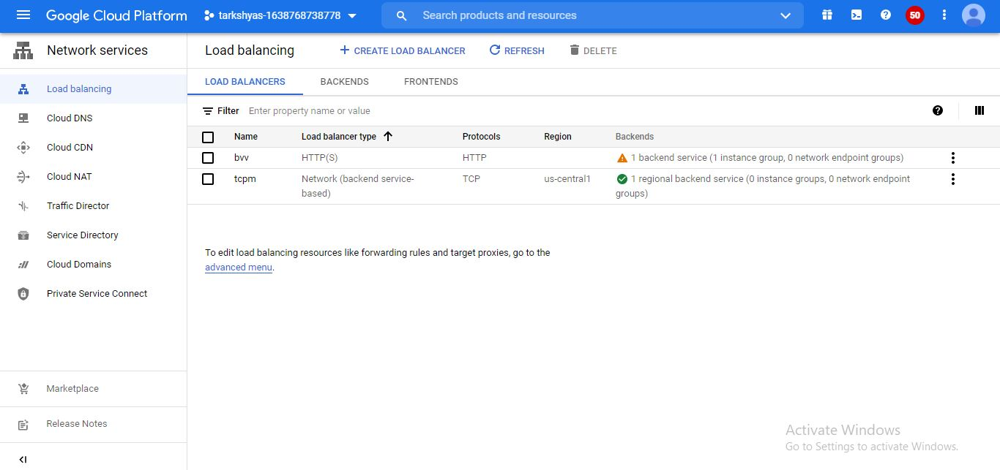 Google Cloud Platform
tarkshyas-1638768738778
Search products and resources
50
Network services
Load balancing
CREATE LOAD BALANCER
REFRESH
DELETE
Load balancing
Cloud DNS
Cloud CDN
Cloud NAT
Traffic Director
Service Directory
Cloud Domains
Private Service Connect
Marketplace
Release Notes
LOAD BALANCERS
BACKENDS
FRONTENDS
Filter Enter property name or value
Name Load balancer type Protocols Region Backends
bvv HTTP(S) HTTP 1 backend service (1 instance group, 0 network endpoint groups)
tcpm Network (backend service- TCP us-central1 1 regional backend service (0 instance groups, 0 network endpoint
based) groups)
To edit load balancing resources like forwarding rules and target proxies, go to the
advanced menu.
Activate Windows
Go to Settings to activate Windows.